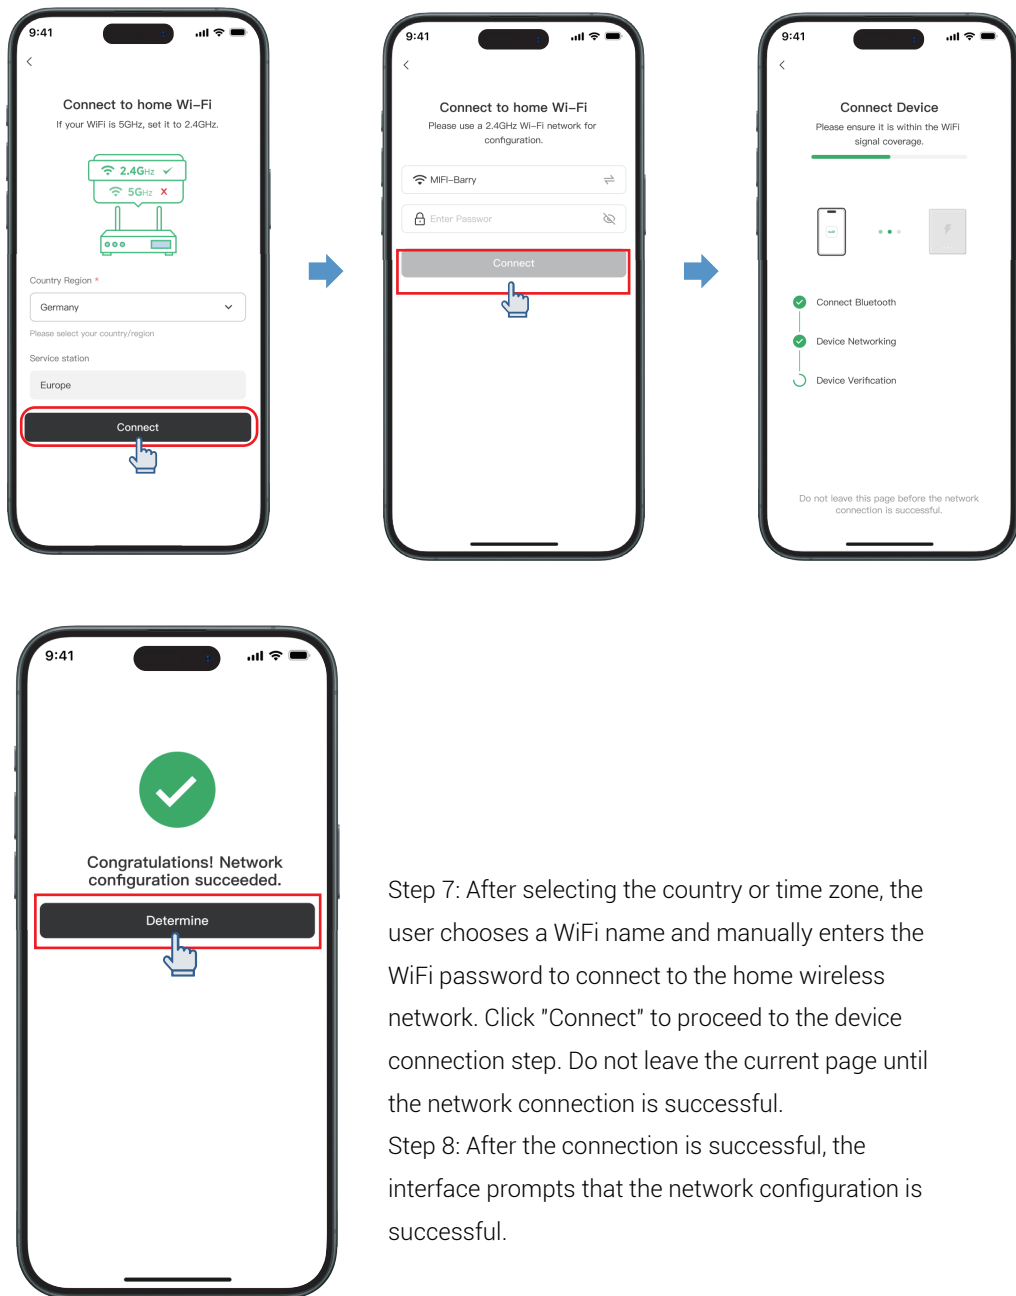 9:41
Connect to home Wi-Fi
If your WiFi is 5GHz, set it to 2.4GHz.
2.4GHz
5GHz X
Country Region *
Germany
Please select your country/region
Service station
Europe
Connect
9:41
Connect to home Wi-Fi
Please use a 2.4GHz Wi-Fi network for
configuration.
MIFI-Barry
Enter Passwor
Connect
9:41
Connect Device
Please ensure it is within the WiFi
signal coverage.
Connect Bluetooth
Device Networking
Device Verification
Do not leave this page before the network
connection is successful.
9:41
Congratulations! Network
configuration succeeded.
Determine
Step 7: After selecting the country or time zone, the
user chooses a WiFi name and manually enters the
WiFi password to connect to the home wireless
network. Click "Connect" to proceed to the device
connection step. Do not leave the current page until
the network connection is successful.
Step 8: After the connection is successful, the
interface prompts that the network configuration is
successful.